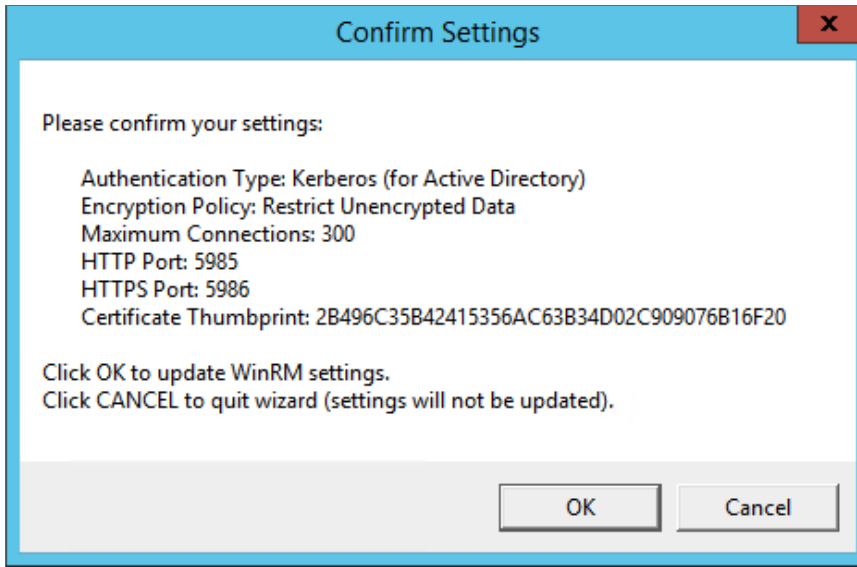 Confirm Settings
x
Please confirm your settings:
Authentication Type: Kerberos (for Active Directory)
Encryption Policy: Restrict Unencrypted Data
Maximum Connections: 300
HTTP Port: 5985
HTTPS Port: 5986
Certificate Thumbprint: 2B496C35B42415356AC63B34D02C909076B16F20
Click OK to update WinRM settings.
Click CANCEL to quit wizard (settings will not be updated).
OK
Cancel